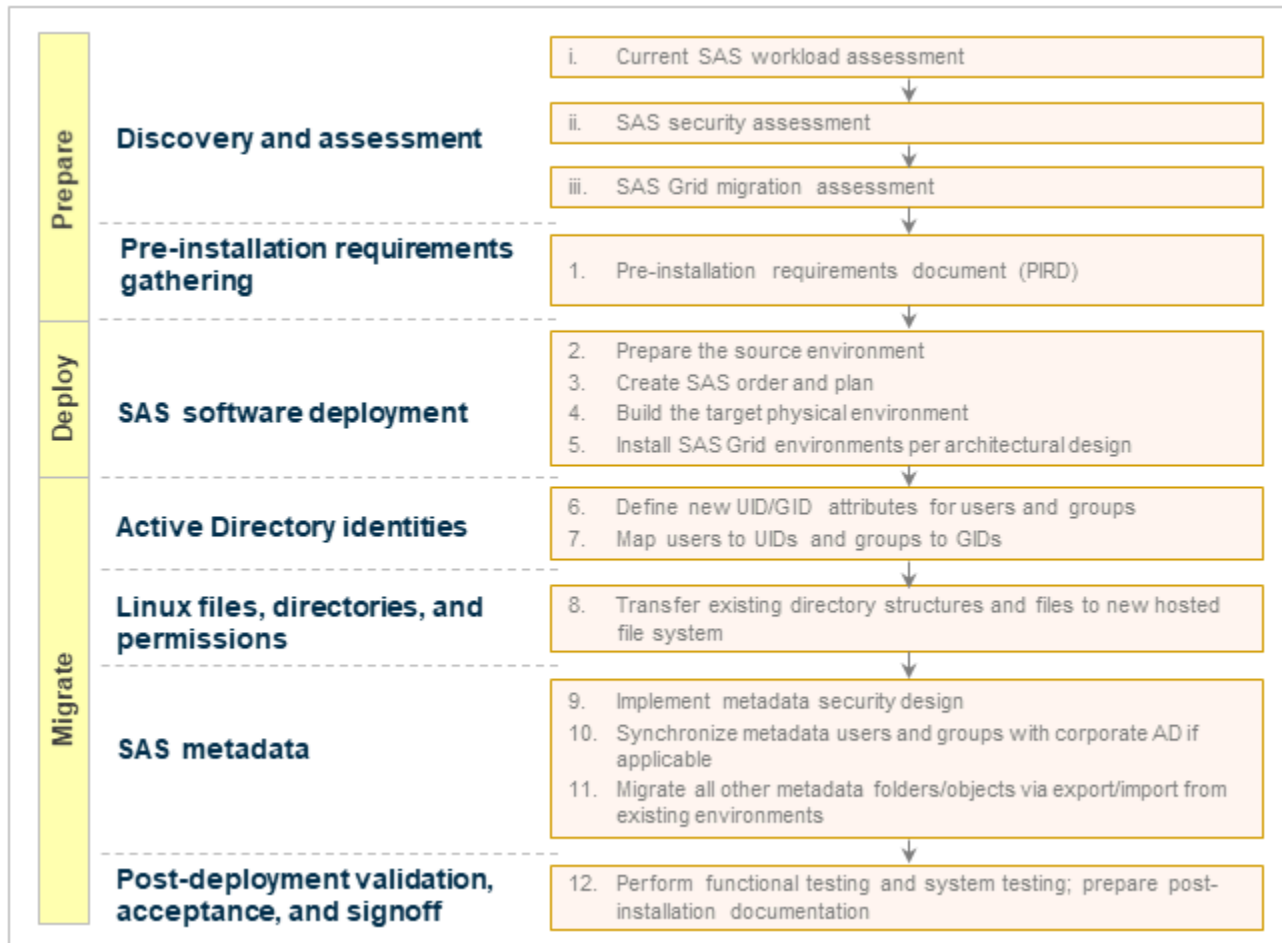 Prepare
Discovery and assessment
i. Current SAS workload assessment
ii. SAS security assessment
iii. SAS Grid migration assessment
Pre-installation requirements
gathering
1. Pre-installation requirements document (PIRD)
Deploy
SAS software deployment
2. Prepare the source environment
3. Create SAS order and plan
4. Build the target physical environment
5. Install SAS Grid environments per architectural design
Migrate
Active Directory identities
6. Define new UID/GID attributes for users and groups
7. Map users to UIDs and groups to GIDs
Linux files, directories, and
permissions
8. Transfer existing directory structures and files to new hosted
file system
SAS metadata
9. Implement metadata security design
10. Synchronize metadata users and groups with corporate AD if
applicable
11. Migrate all other metadata folders/objects via export/import from
existing environments
Post-deployment validation,
acceptance, and signoff
12. Perform functional testing and system testing; prepare post-
installation documentation